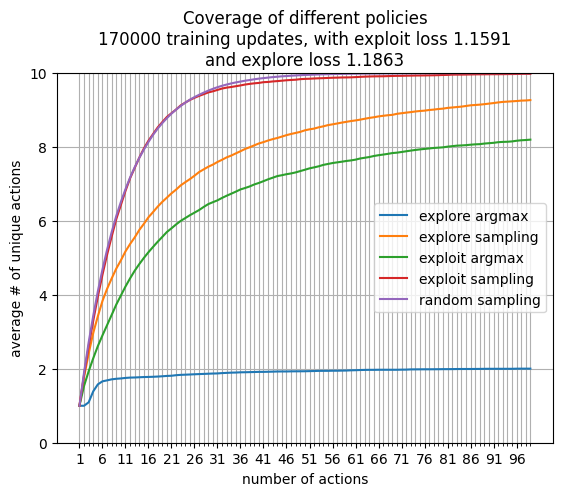 Coverage of different policies
170000 training updates, with exploit loss 1.1591
and explore loss 1.1863
average # of unique actions
10
8
6
4
2
0
explore argmax
explore sampling
exploit argmax
exploit sampling
random sampling
1 6 11 16 21 26 31 36 41 46 51 56 61 66 71 76 81 86 91 96
number of actions